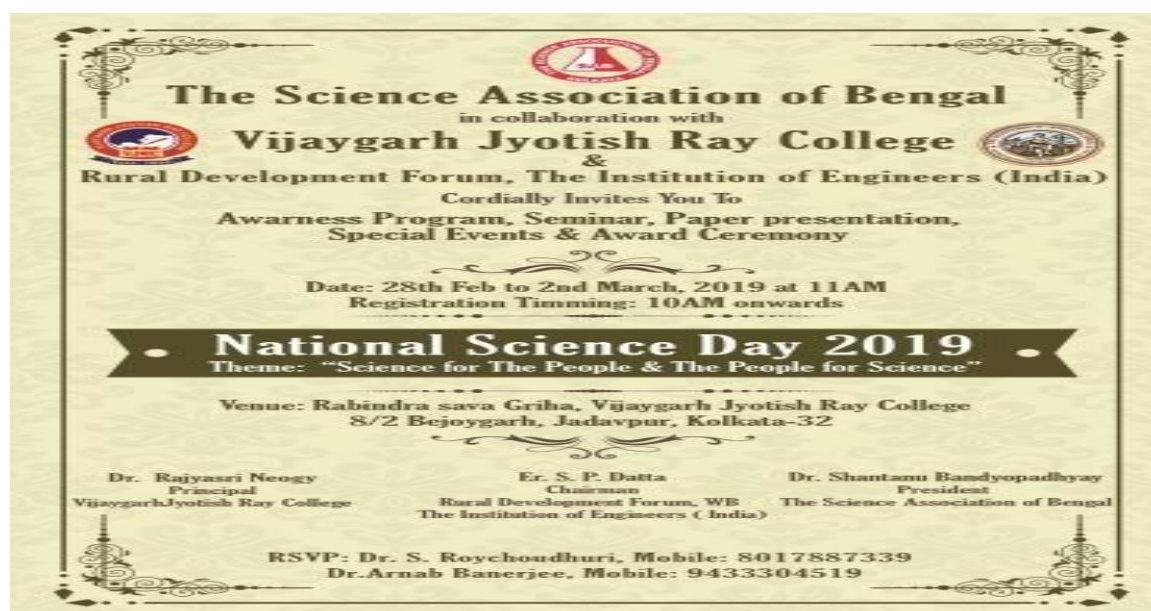 THE SCIENCE ASSOCIATION OF BENGAL
The Science Association of Bengal
in collaboration with
Vijaygarh Jyotish Ray College
&
Rural Development Forum, The Institution of Engineers (India)
Cordially Invites You To
Awarness Program, Seminar, Paper presentation,
Special Events & Award Ceremony
Date: 28th Feb to 2nd March, 2019 at 11AM
Registration Timming: 10AM onwards
National Science Day 2019
Theme: "Science for The People & The People for Science"
Venue: Rabindra sava Griha, Vijaygarh Jyotish Ray College
8/2 Bejoygarh, Jadavpur, Kolkata-32
Dr. Rajyasri Neogy
Principal
VijaygarhJyotish Ray College
Er. S. P. Datta
Chairman
Rural Development Forum, WB
The Institution of Engineers ( India)
Dr. Shantanu Bandyopadhyay
President
The Science Association of Bengal
RSVP: Dr. S. Roychoudhuri, Mobile: 8017887339
Dr.Arnab Banerjee, Mobile: 9433304519